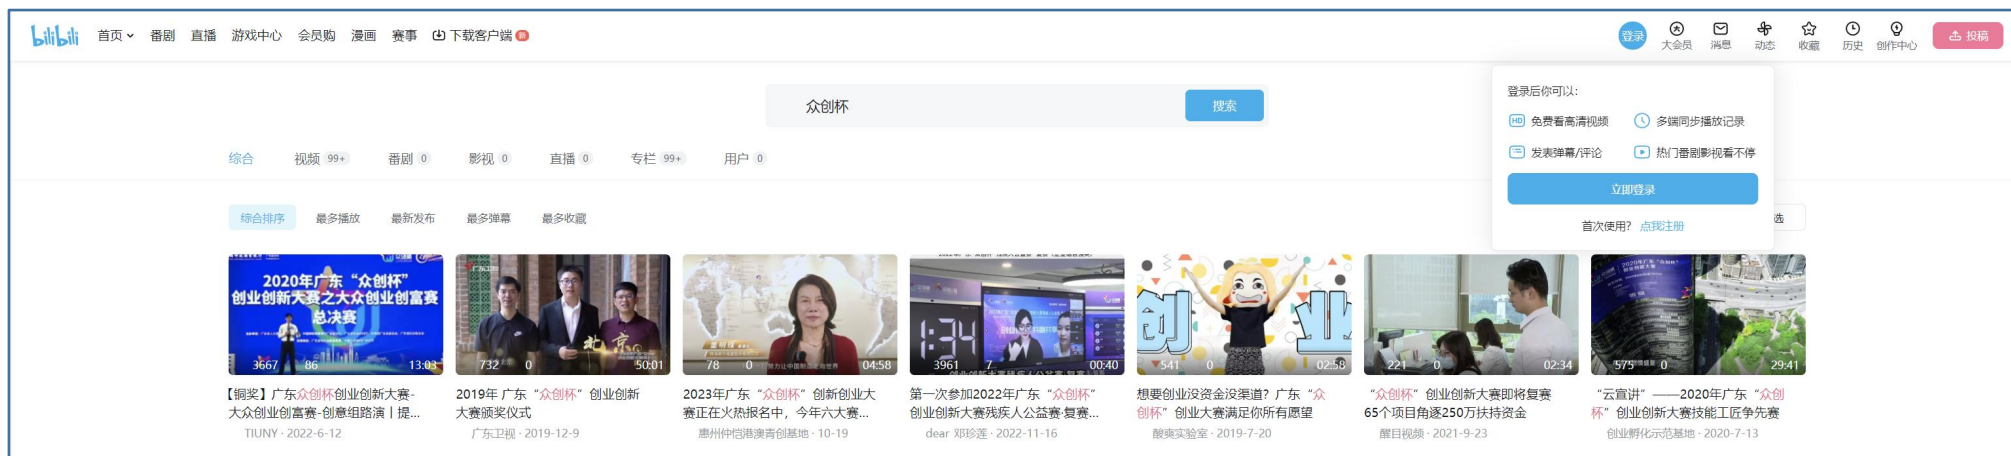 bilibili 首页 番剧 直播 游戏中心 会员购 漫画 赛事 下载客户端 新
登录 大会员 消息 动态 收藏 历史 创作中心 投稿
众创杯 搜索
登录后你可以:
HD 免费看高清视频 多端同步播放记录
发表弹幕/评论 热门番剧影视看不停
立即登录
首次使用? 点我注册
综合 视频 99+ 番剧 0 影视 0 直播 0 专栏 99+ 用户 0
综合排序 最多播放 最新发布 最多弹幕 最多收藏
选
2020年广东“众创杯”
创业创新大赛之大众创业创富赛
总决赛
3667 86 13:03
【铜奖】广东众创杯创业创新大赛-
大众创业创富赛-创意组路演丨提...
TIUNY · 2022-6-12
北京
732 0 50:01
2019年 广东“众创杯”创业创新
大赛颁奖仪式
广东卫视 · 2019-12-9
董明珠
78 0 04:58
2023年广东“众创杯”创新创业大
赛正在火热报名中，今年六大赛...
惠州仲恺港澳青创基地 · 10-19
1:34
3961 7 00:40
第一次参加2022年广东“众创杯”
创业创新大赛残疾人公益赛·复赛...
dear 邓珍莲 · 2022-11-16
创 业
541 0 02:58
想要创业没资金没渠道？广东“众
创杯”创业大赛满足你所有愿望
酸爽实验室 · 2019-7-20
221 0 02:34
“众创杯”创业创新大赛即将复赛
65个项目角逐250万扶持资金
醒目视频 · 2021-9-23
575 0 29:41
“云宣讲”——2020年广东“众创
杯”创业创新大赛技能工匠争先赛
创业孵化示范基地 · 2020-7-13